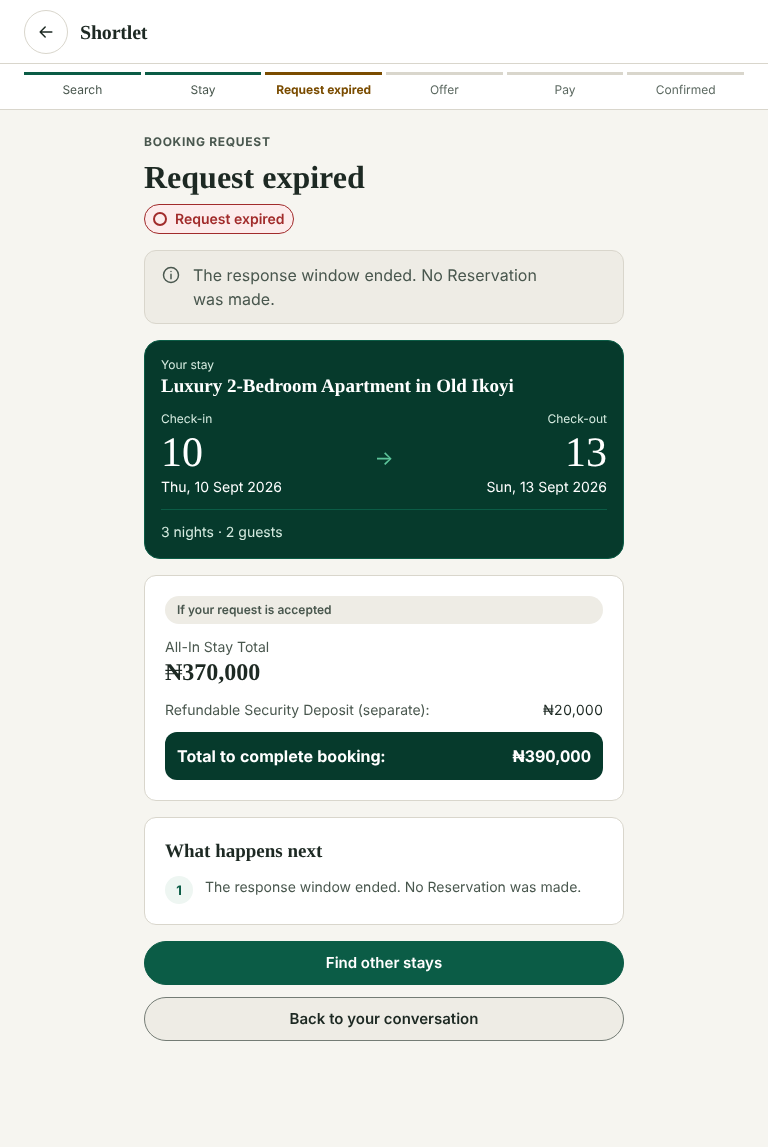 Shortlet
Search
Stay
Request expired
Offer
Pay
Confirmed
BOOKING REQUEST
Request expired
Request expired
The response window ended. No Reservation
was made.
Your stay
Luxury 2-Bedroom Apartment in Old Ikoyi
Check-in
Check-out
10
→
13
Thu, 10 Sept 2026
Sun, 13 Sept 2026
3 nights · 2 guests
If your request is accepted
All-In Stay Total
₦370,000
Refundable Security Deposit (separate):
₦20,000
Total to complete booking:
₦390,000
What happens next
1
The response window ended. No Reservation was made.
Find other stays
Back to your conversation